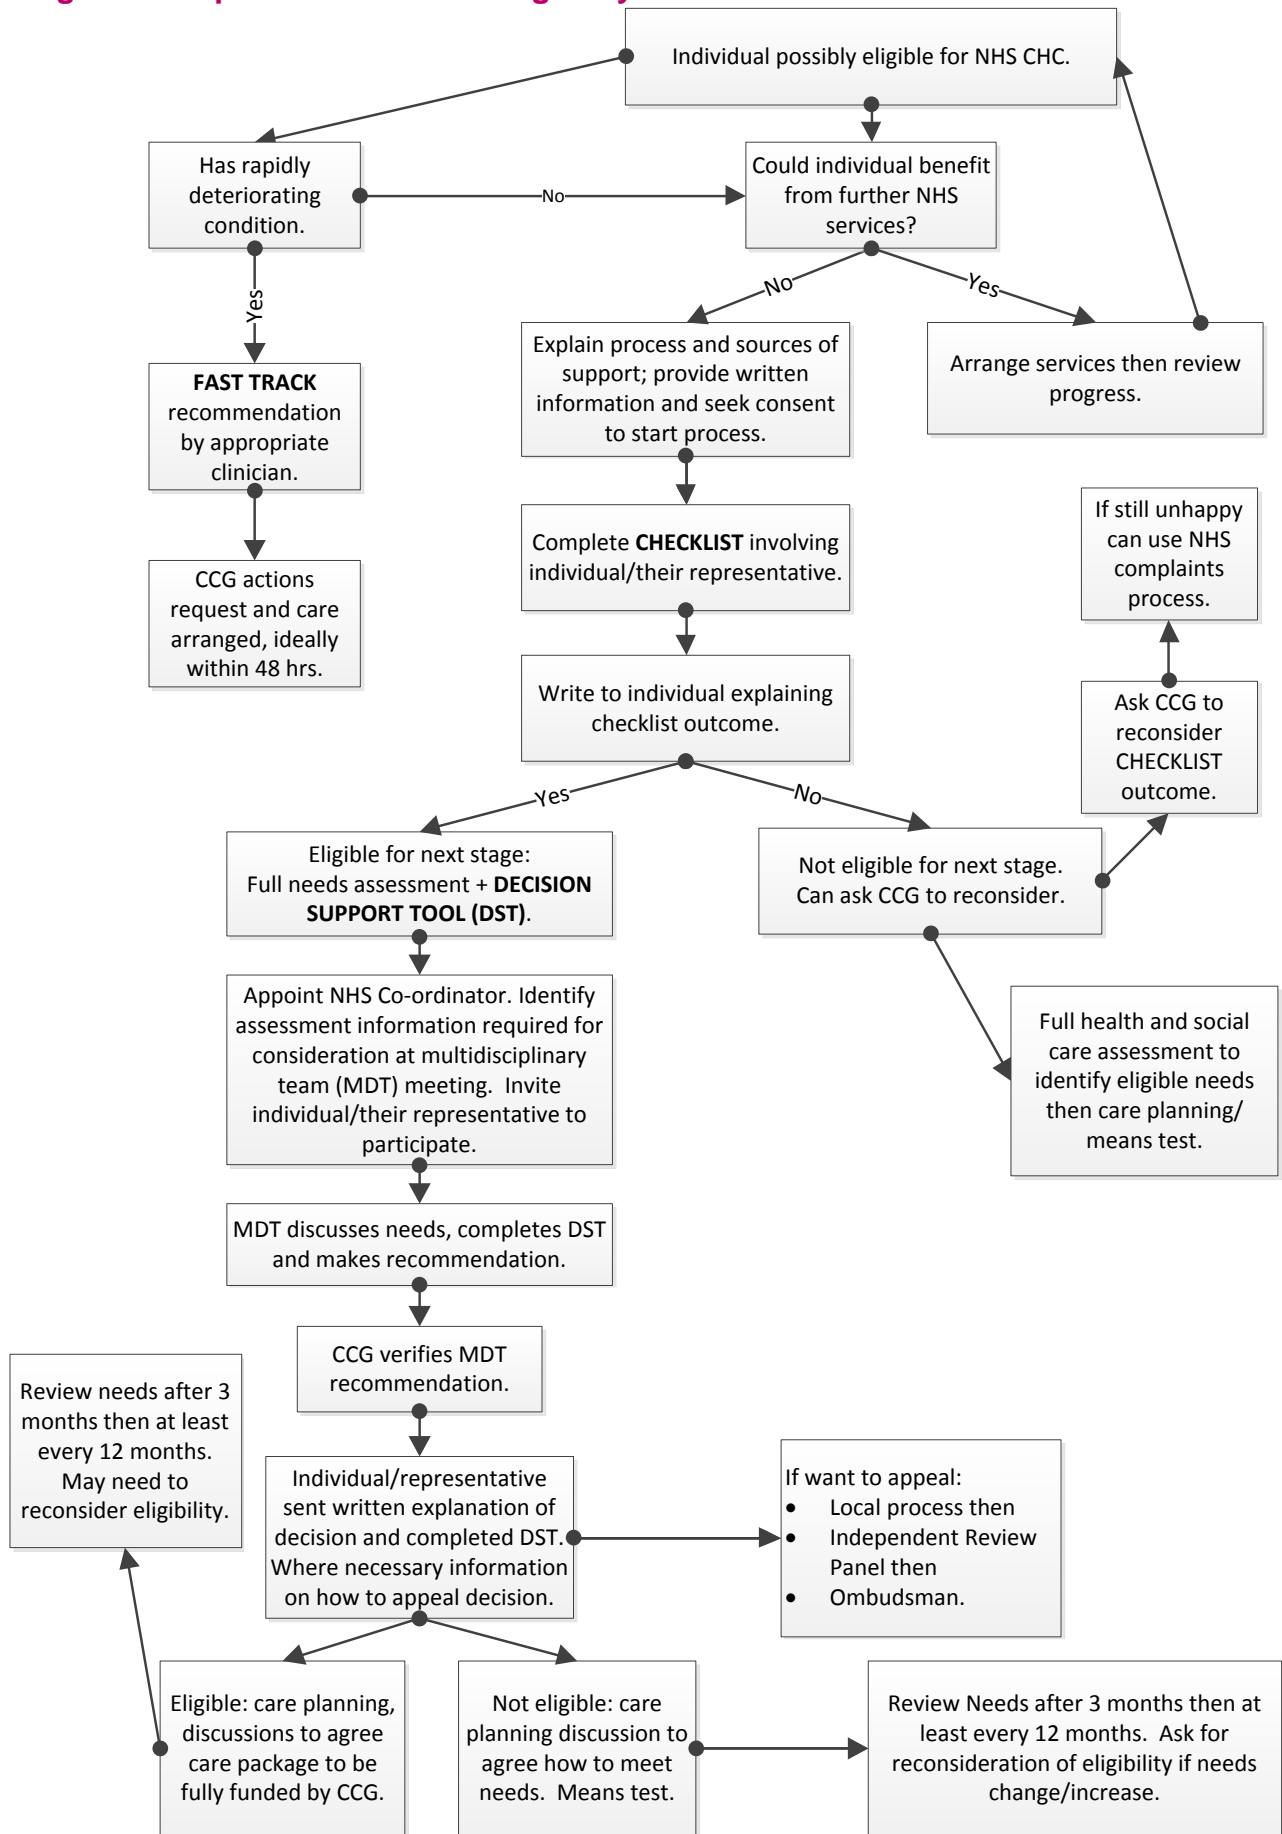 Individual possibly eligible for NHS CHC.
Has rapidly
deteriorating
condition.
No
Could individual benefit
from further NHS
services?
Yes
No
Yes
FAST TRACK
recommendation
by appropriate
clinician.
Explain process and sources of
support; provide written
information and seek consent
to start process.
Arrange services then review
progress.
CCG actions
request and care
arranged, ideally
within 48 hrs.
Complete CHECKLIST involving
individual/their representative.
If still unhappy
can use NHS
complaints
process.
Write to individual explaining
checklist outcome.
Ask CCG to
reconsider
CHECKLIST
outcome.
Yes
No
Eligible for next stage:
Full needs assessment + DECISION
SUPPORT TOOL (DST).
Not eligible for next stage.
Can ask CCG to reconsider.
Appoint NHS Co-ordinator. Identify
assessment information required for
consideration at multidisciplinary
team (MDT) meeting.  Invite
individual/their representative to
participate.
Full health and social
care assessment to
identify eligible needs
then care planning/
means test.
MDT discusses needs, completes DST
and makes recommendation.
CCG verifies MDT
recommendation.
Review needs after 3
months then at least
every 12 months.
May need to
reconsider eligibility.
Individual/representative
sent written explanation of
decision and completed DST.
Where necessary information
on how to appeal decision.
If want to appeal:
• Local process then
• Independent Review
Panel then
• Ombudsman.
Eligible: care planning,
discussions to agree
care package to be
fully funded by CCG.
Not eligible: care
planning discussion to
agree how to meet
needs.  Means test.
Review Needs after 3 months then at
least every 12 months.  Ask for
reconsideration of eligibility if needs
change/increase.